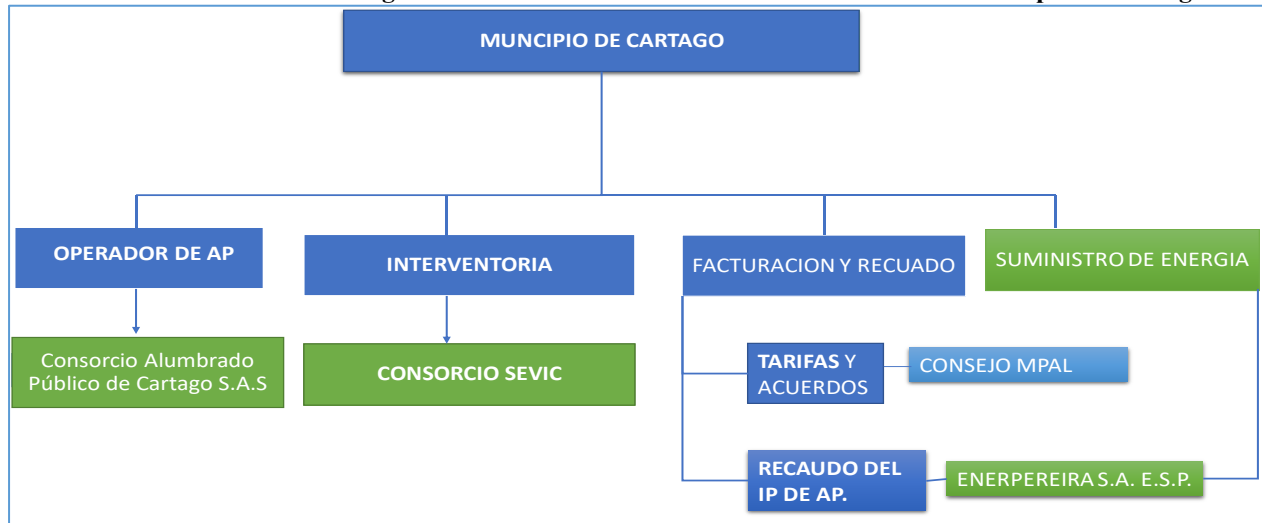 MUNCIPIO DE CARTAGO
OPERADOR DE AP
INTERVENTORIA
FACTURACION Y RECUADO
SUMINISTRO DE ENERGIA
Consorcio Alumbrado
Público de Cartago S.A.S
CONSORCIO SEVIC
TARIFAS Y
ACUERDOS
CONSEJO MPAL
RECAUDO DEL
IP DE AP.
ENERPEREIRA S.A. E.S.P.